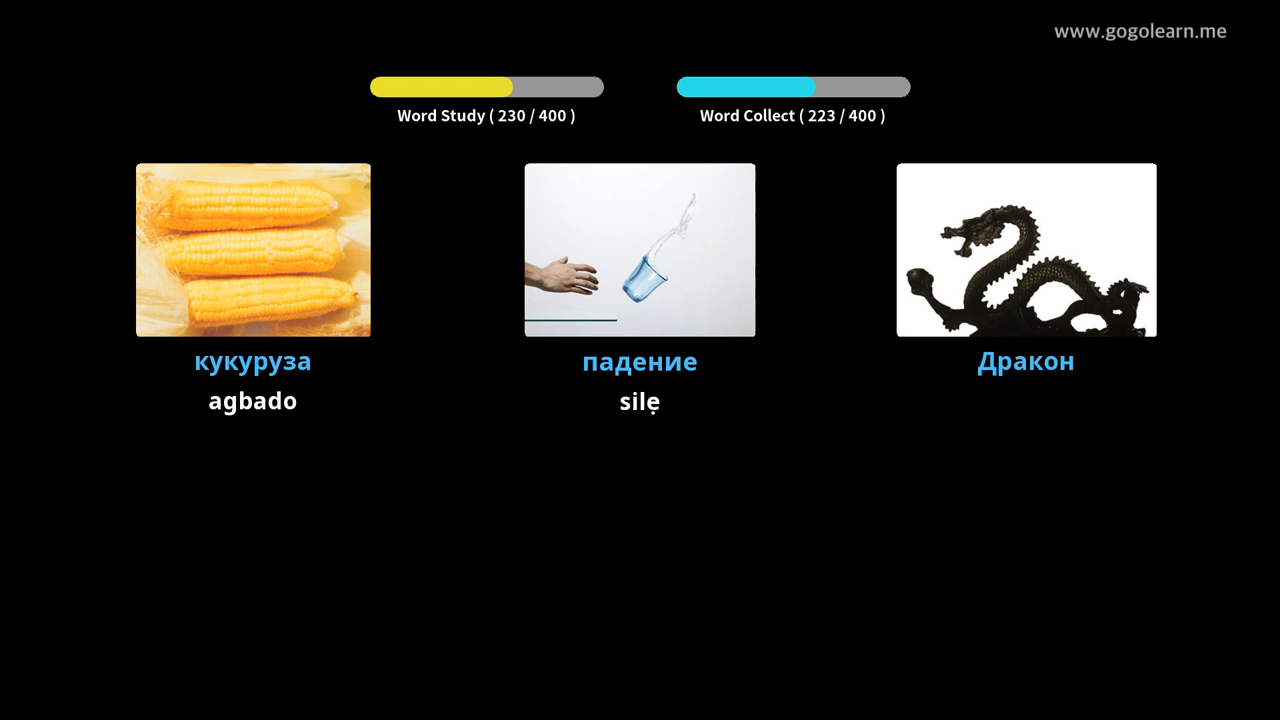 www.gogolearn.me
Word Study ( 230 / 400 )
Word Collect ( 223 / 400 )
кукуруза
agbado
падение
silẹ
Дракон